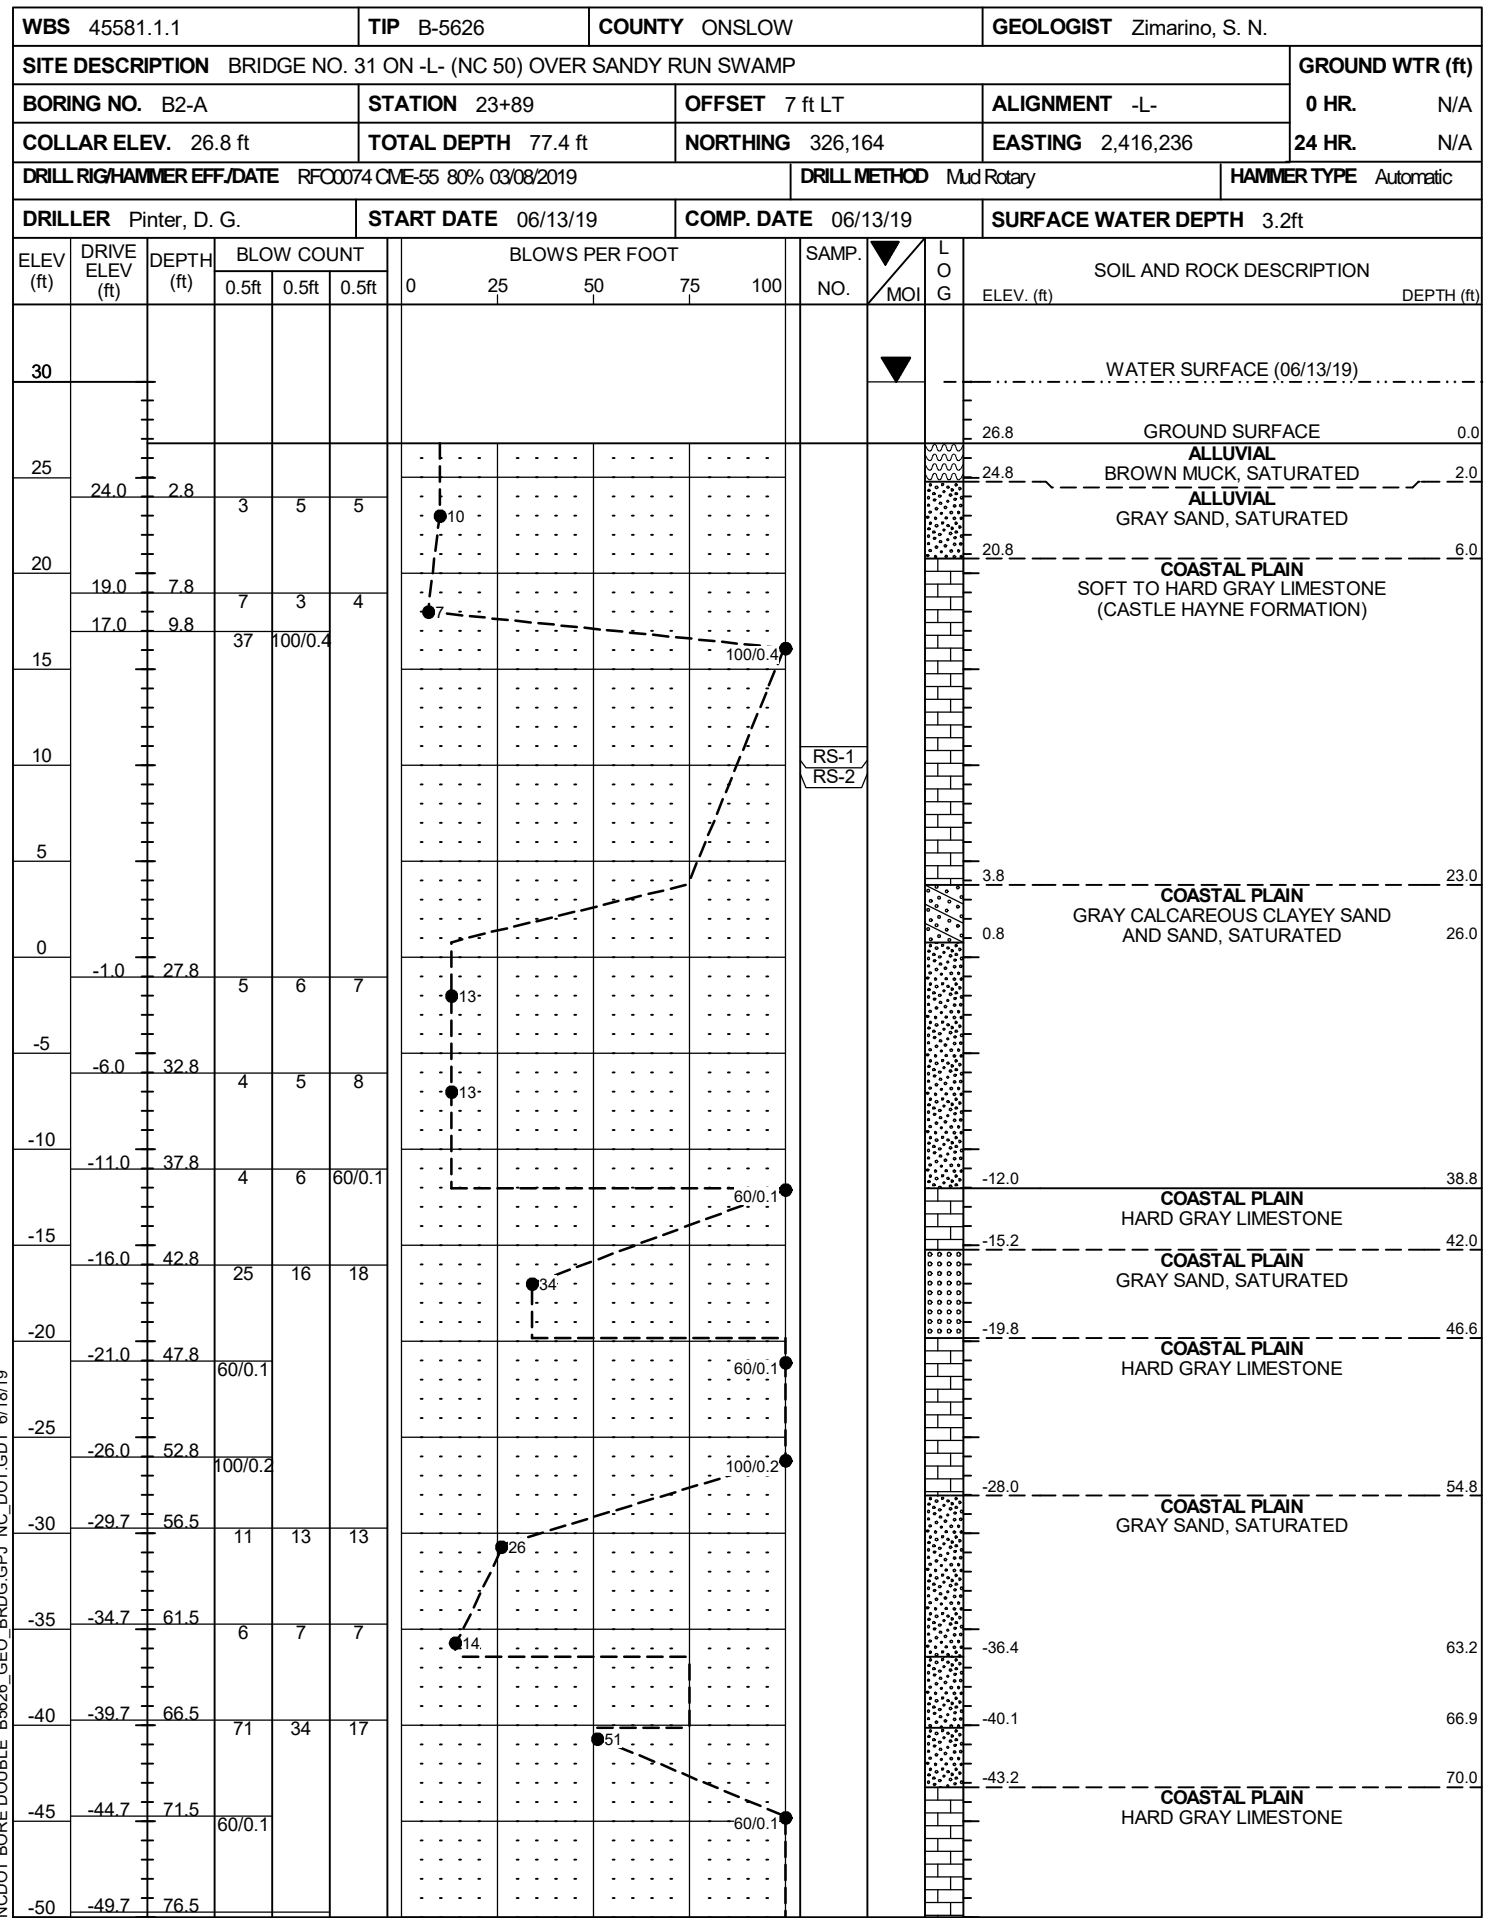 WBS 45581.1.1 TIP B-5626 COUNTY ONSLOW GEOLOGIST Zimarino, S. N.
SITE DESCRIPTION BRIDGE NO. 31 ON -L- (NC 50) OVER SANDY RUN SWAMP GROUND WTR (ft)
BORING NO. B2-A STATION 23+89 OFFSET 7 ft LT ALIGNMENT -L- 0 HR. N/A
COLLAR ELEV. 26.8 ft TOTAL DEPTH 77.4 ft NORTHING 326,164 EASTING 2,416,236 24 HR. N/A
DRILL RIG/HAMMER EFF./DATE RFO0074 CME-55 80% 03/08/2019 DRILL METHOD Mud Rotary HAMMER TYPE Automatic
DRILLER Pinter, D. G. START DATE 06/13/19 COMP. DATE 06/13/19 SURFACE WATER DEPTH 3.2ft
ELEV (ft) DRIVE ELEV (ft) DEPTH (ft) BLOW COUNT BLOWS PER FOOT SAMP. NO. MOI LOG SOIL AND ROCK DESCRIPTION
0.5ft 0.5ft 0.5ft 0 25 50 75 100 ELEV. (ft) DEPTH (ft)
30 WATER SURFACE (06/13/19)
26.8 GROUND SURFACE 0.0
ALLUVIAL
25 24.8 BROWN MUCK, SATURATED 2.0
24.0 2.8 ALLUVIAL
3 5 5 10 GRAY SAND, SATURATED
20 20.8 6.0
COASTAL PLAIN
19.0 7.8 SOFT TO HARD GRAY LIMESTONE
7 3 4 7 (CASTLE HAYNE FORMATION)
17.0 9.8
37 100/0.4 100/0.4
15
10 RS-1
RS-2
5
3.8 23.0
COASTAL PLAIN
GRAY CALCAREOUS CLAYEY SAND
0 0.8 AND SAND, SATURATED 26.0
-1.0 27.8
5 6 7 13
-5
-6.0 32.8
4 5 8 13
-10
-11.0 37.8
4 6 60/0.1 60/0.1 -12.0 38.8
COASTAL PLAIN
HARD GRAY LIMESTONE
-15 -15.2 42.0
-16.0 42.8 COASTAL PLAIN
25 16 18 34 GRAY SAND, SATURATED
-20 -19.8 46.6
-21.0 47.8 COASTAL PLAIN
60/0.1 60/0.1 HARD GRAY LIMESTONE
-25
-26.0 52.8
100/0.2 100/0.2
-28.0 54.8
COASTAL PLAIN
-30 -29.7 56.5 GRAY SAND, SATURATED
11 13 13 26
-35 -34.7 61.5
6 7 7 14 -36.4 63.2
-40 -39.7 66.5 -40.1 66.9
71 34 17 51
-43.2 70.0
COASTAL PLAIN
-45 -44.7 71.5 HARD GRAY LIMESTONE
60/0.1 60/0.1
-50 -49.7 76.5
NCDOT BORE DOUBLE B5626_GEO_BRDG.GPJ NC_DOT.GDT 6/18/19